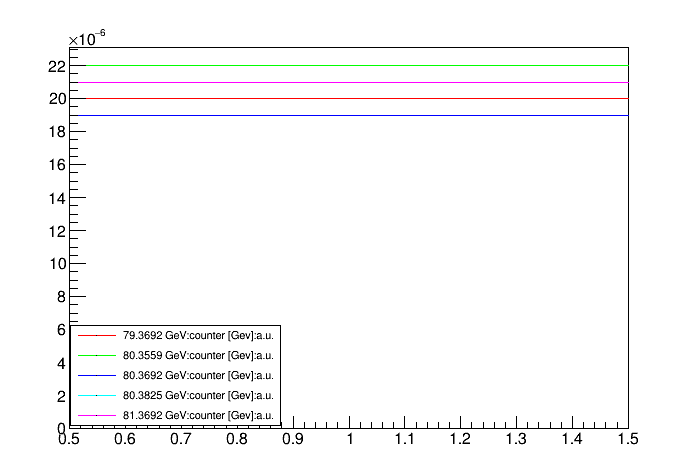 ×10⁻⁶
22
20
18
16
14
12
10
8
6
4
2
0
79.3692 GeV:counter [Gev]:a.u.
80.3559 GeV:counter [Gev]:a.u.
80.3692 GeV:counter [Gev]:a.u.
80.3825 GeV:counter [Gev]:a.u.
81.3692 GeV:counter [Gev]:a.u.
0.5 0.6 0.7 0.8 0.9 1 1.1 1.2 1.3 1.4 1.5